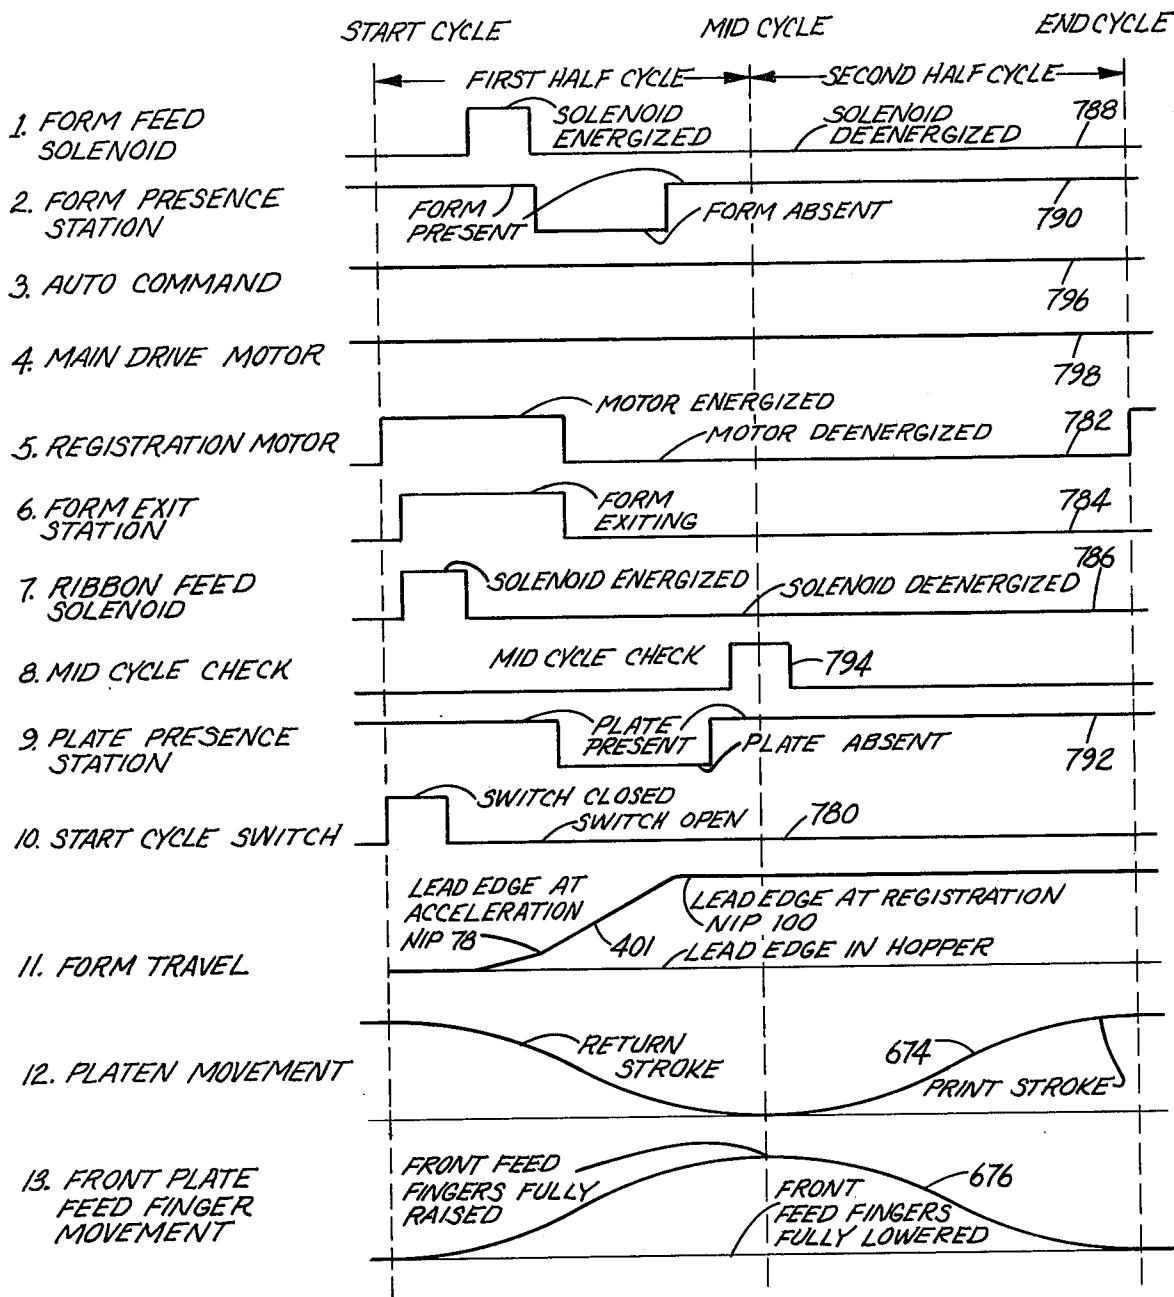 START CYCLE
MID CYCLE
END CYCLE
FIRST HALF CYCLE
SECOND HALF CYCLE
1. FORM FEED
SOLENOID
SOLENOID
ENERGIZED
SOLENOID
DEENERGIZED
788
2. FORM PRESENCE
STATION
FORM
PRESENT
FORM ABSENT
790
3. AUTO COMMAND
796
4. MAIN DRIVE MOTOR
798
5. REGISTRATION MOTOR
MOTOR ENERGIZED
MOTOR DEENERGIZED
782
6. FORM EXIT
STATION
FORM
EXITING
784
7. RIBBON FEED
SOLENOID
SOLENOID ENERGIZED
SOLENOID DEENERGIZED
786
8. MID CYCLE CHECK
MID CYCLE CHECK
794
9. PLATE PRESENCE
STATION
PLATE
PRESENT
PLATE ABSENT
792
10. START CYCLE SWITCH
SWITCH CLOSED
SWITCH OPEN
780
11. FORM TRAVEL
LEAD EDGE AT
ACCELERATION
NIP 78
401
LEAD EDGE AT REGISTRATION
NIP 100
LEAD EDGE IN HOPPER
12. PLATEN MOVEMENT
RETURN
STROKE
674
PRINT STROKE
13. FRONT PLATE
FEED FINGER
MOVEMENT
FRONT FEED
FINGERS FULLY
RAISED
FRONT
FEED FINGERS
FULLY LOWERED
676